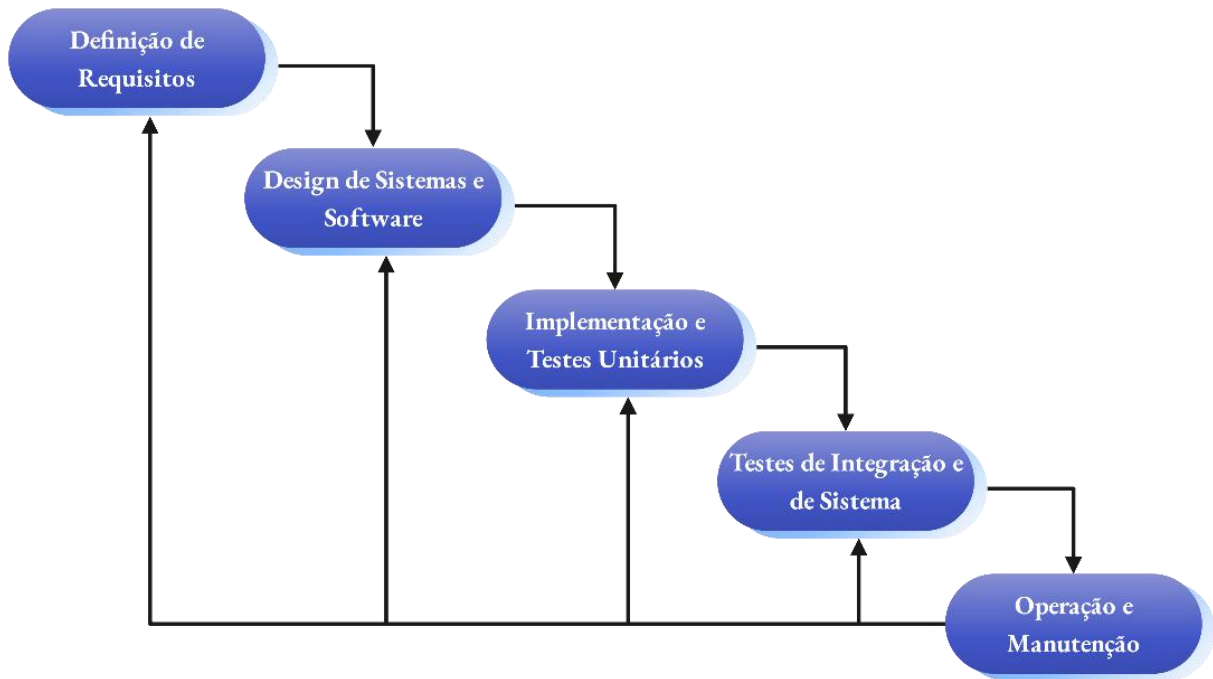 Definição de
Requisitos
Design de Sistemas e
Software
Implementação e
Testes Unitários
Testes de Integração e
de Sistema
Operação e
Manutenção